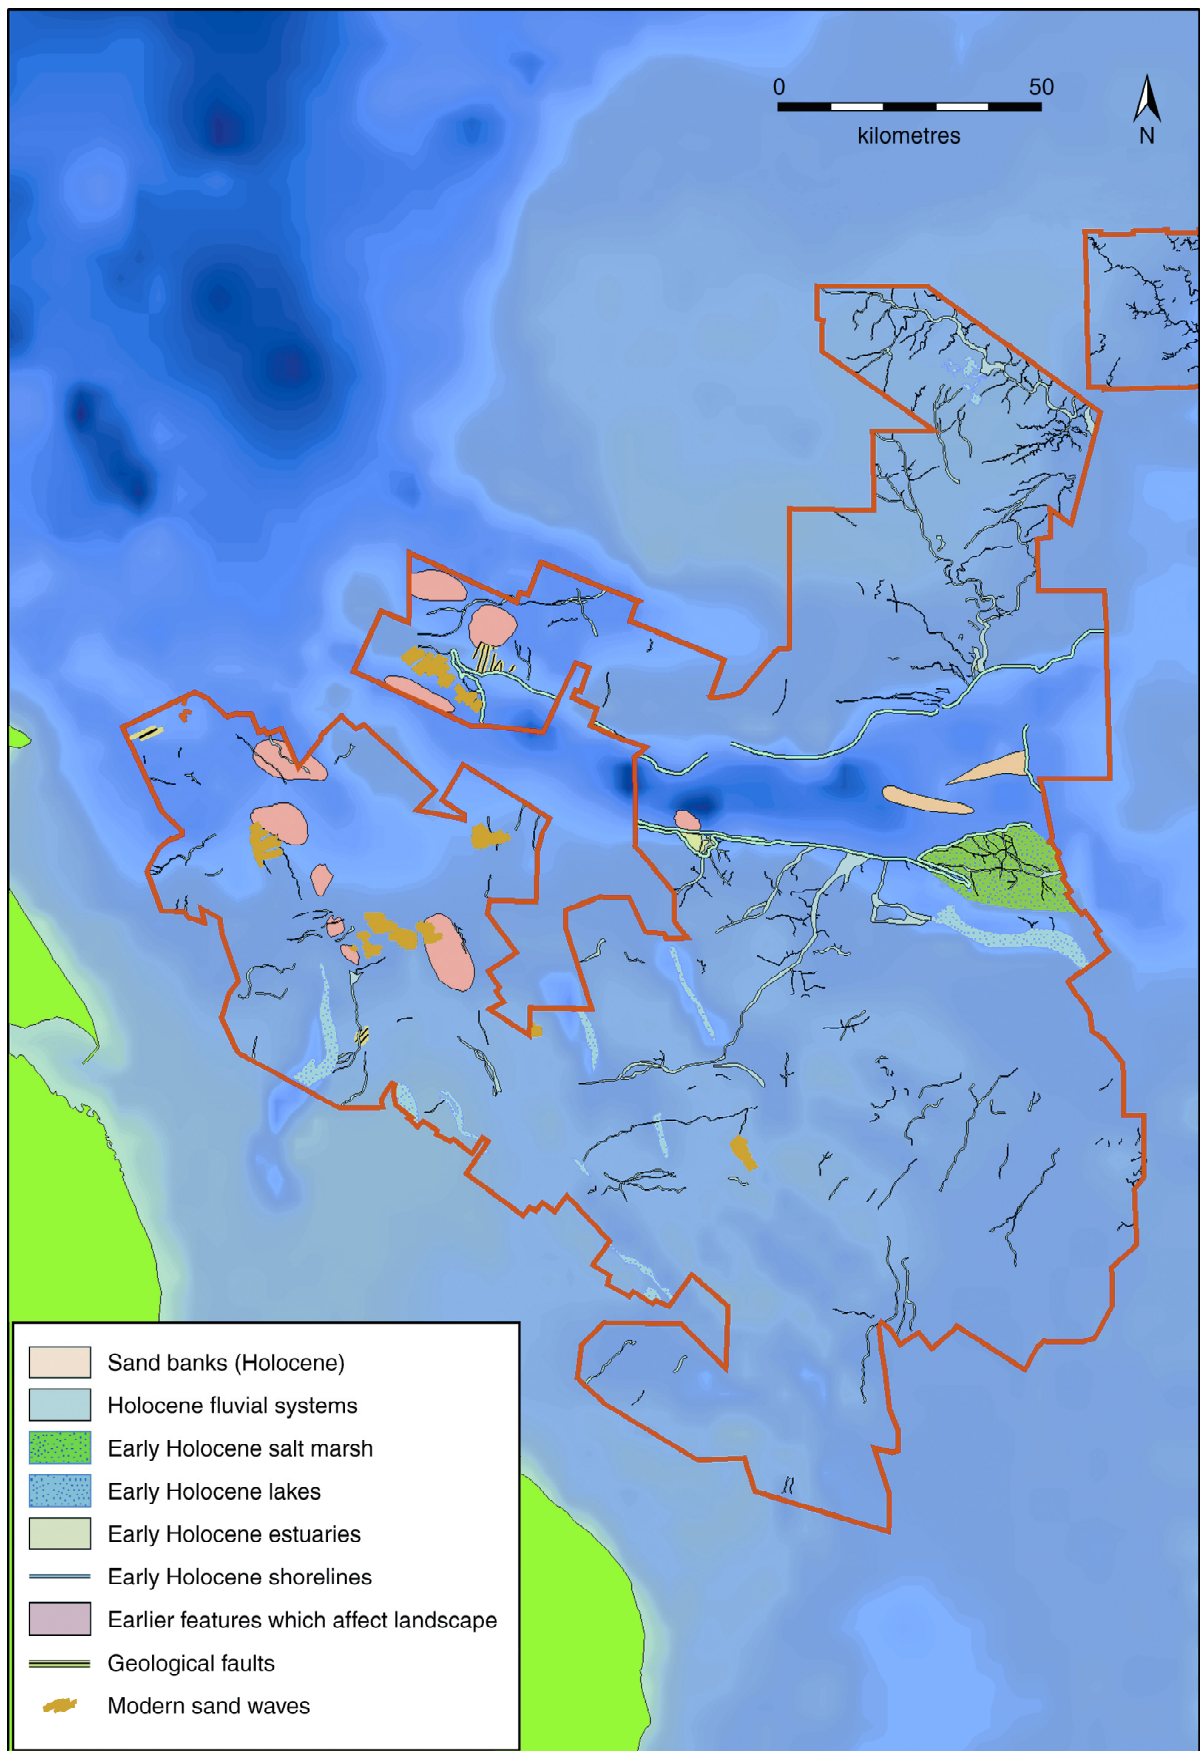 0 50
kilometres
N
Sand banks (Holocene)
Holocene fluvial systems
Early Holocene salt marsh
Early Holocene lakes
Early Holocene estuaries
Early Holocene shorelines
Earlier features which affect landscape
Geological faults
Modern sand waves